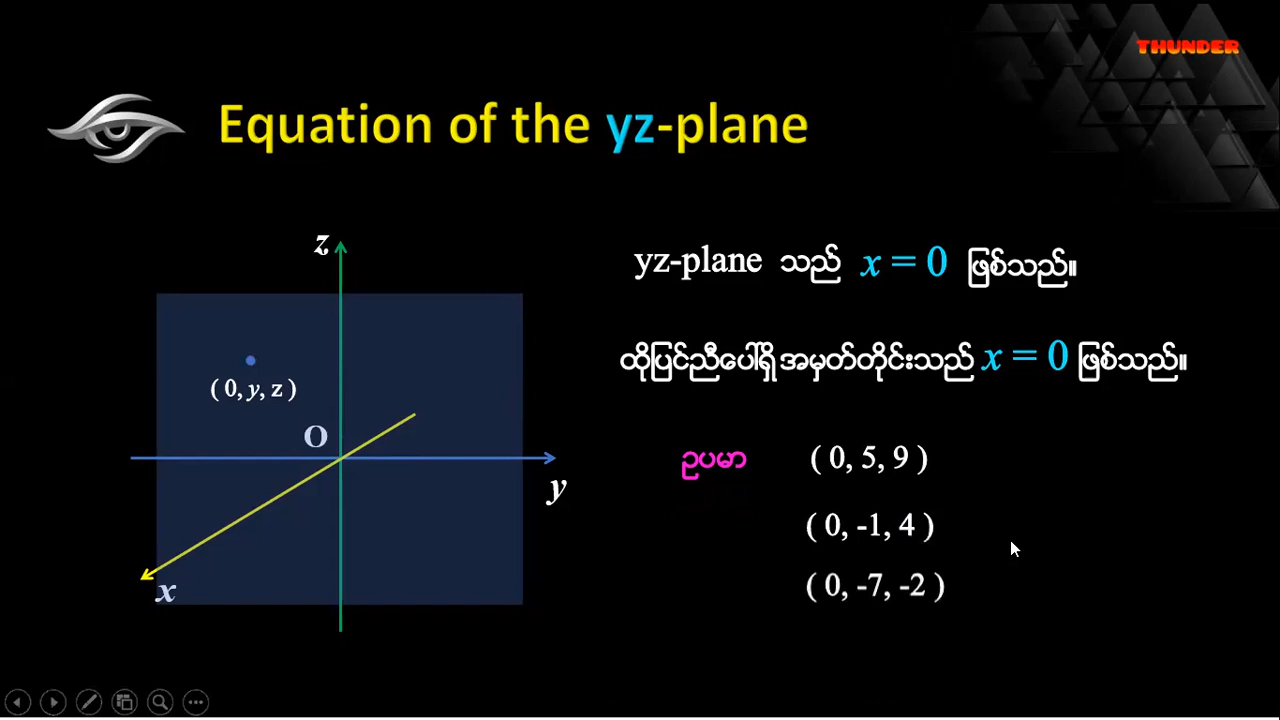 THUNDER
Equation of the yz-plane
z
yz-plane သည် x = 0 ဖြစ်သည်။
ထိုပြင်ညီပေါ်ရှိ အမှတ်တိုင်းသည် x = 0 ဖြစ်သည်။
( 0, y, z )
O
y
x
ဥပမာ ( 0, 5, 9 )
( 0, -1, 4 )
( 0, -7, -2 )